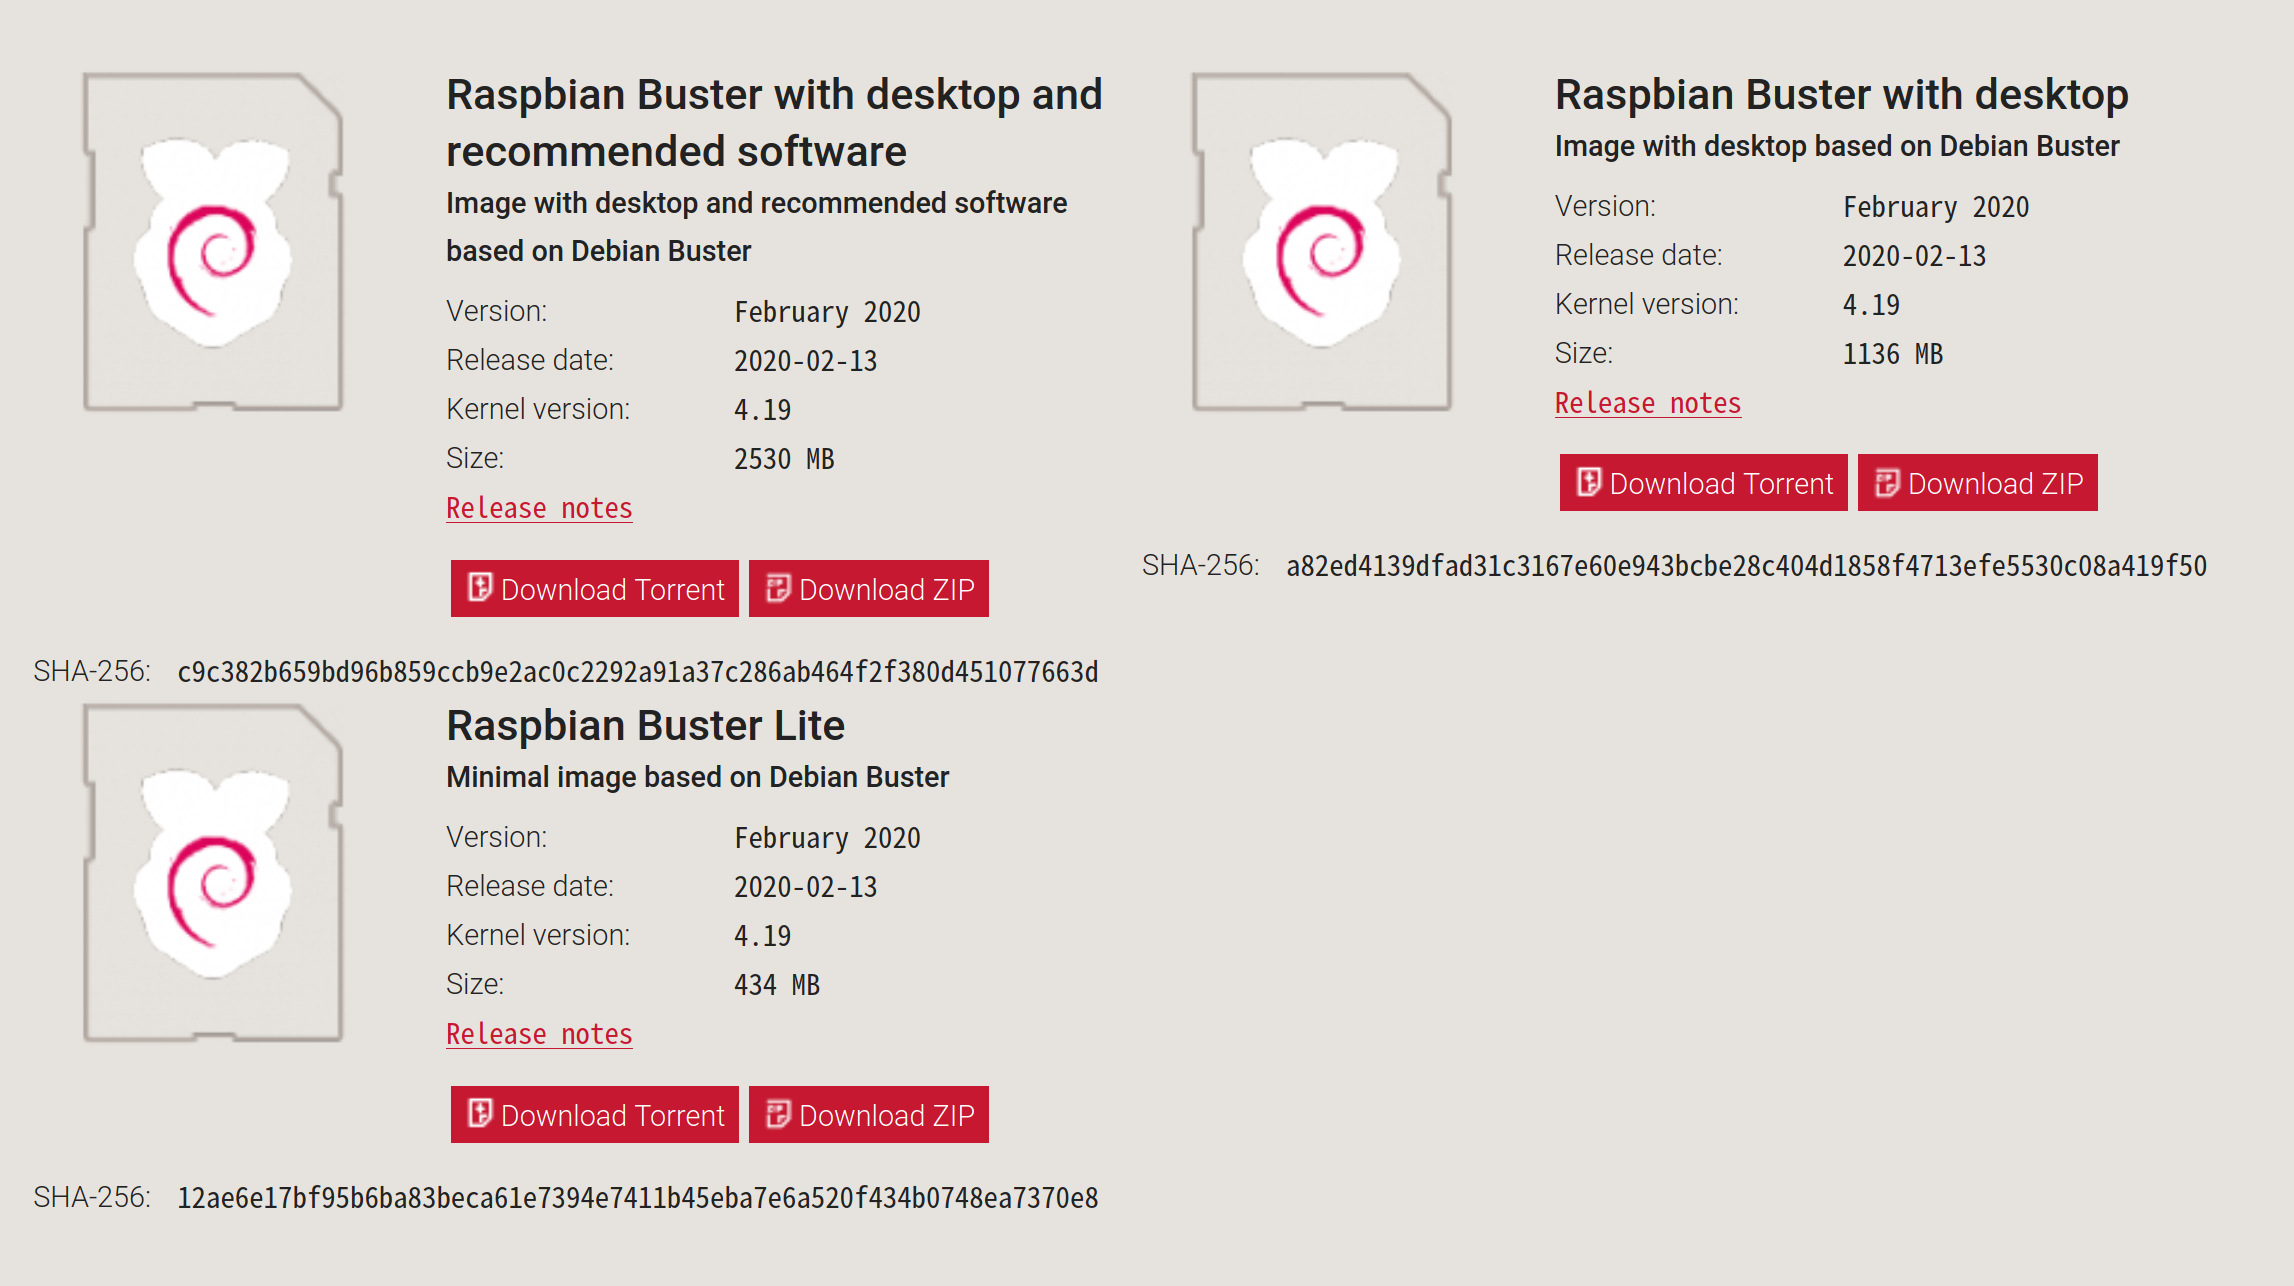 Raspbian Buster with desktop and
recommended software
Image with desktop and recommended software
based on Debian Buster
Version: February 2020
Release date: 2020-02-13
Kernel version: 4.19
Size: 2530 MB
Release notes
Download Torrent Download ZIP
SHA-256: c9c382b659bd96b859ccb9e2ac0c2292a91a37c286ab464f2f380d451077663d
Raspbian Buster with desktop
Image with desktop based on Debian Buster
Version: February 2020
Release date: 2020-02-13
Kernel version: 4.19
Size: 1136 MB
Release notes
Download Torrent Download ZIP
SHA-256: a82ed4139dfad31c3167e60e943bcbe28c404d1858f4713efe5530c08a419f50
Raspbian Buster Lite
Minimal image based on Debian Buster
Version: February 2020
Release date: 2020-02-13
Kernel version: 4.19
Size: 434 MB
Release notes
Download Torrent Download ZIP
SHA-256: 12ae6e17bf95b6ba83beca61e7394e7411b45eba7e6a520f434b0748ea7370e8